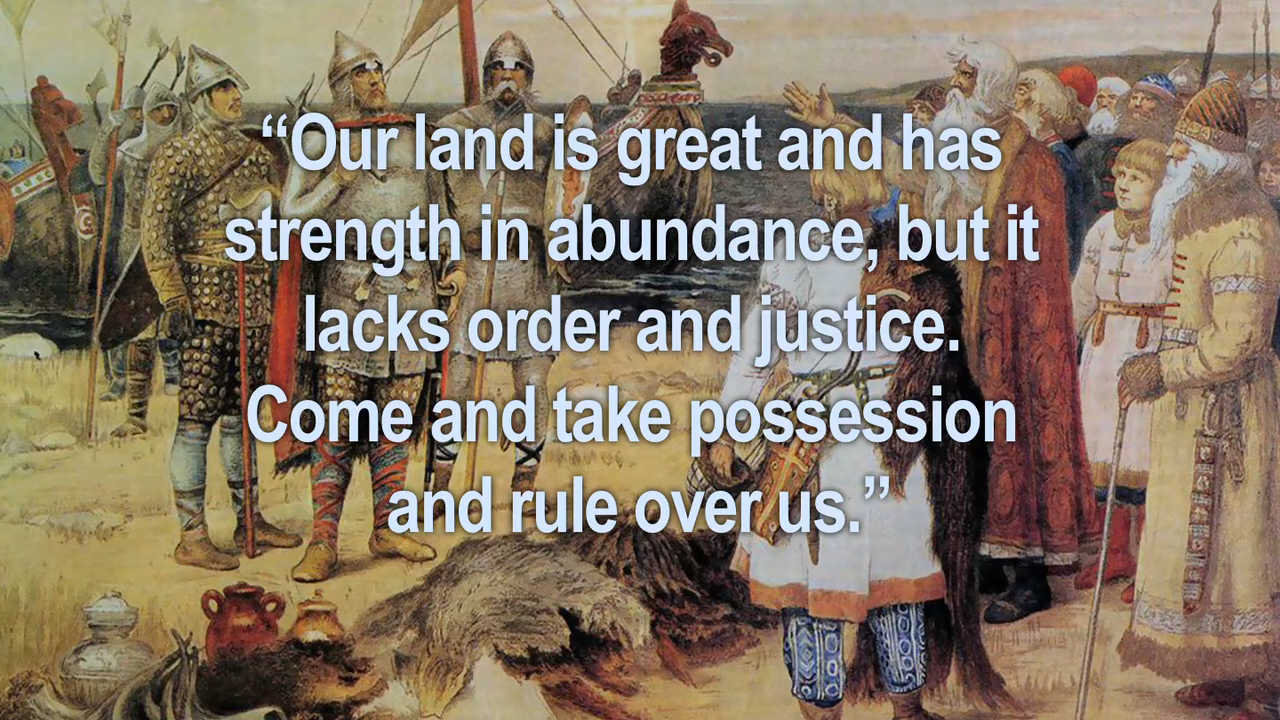 “Our land is great and has
strength in abundance, but it
lacks order and justice.
Come and take possession
and rule over us.”